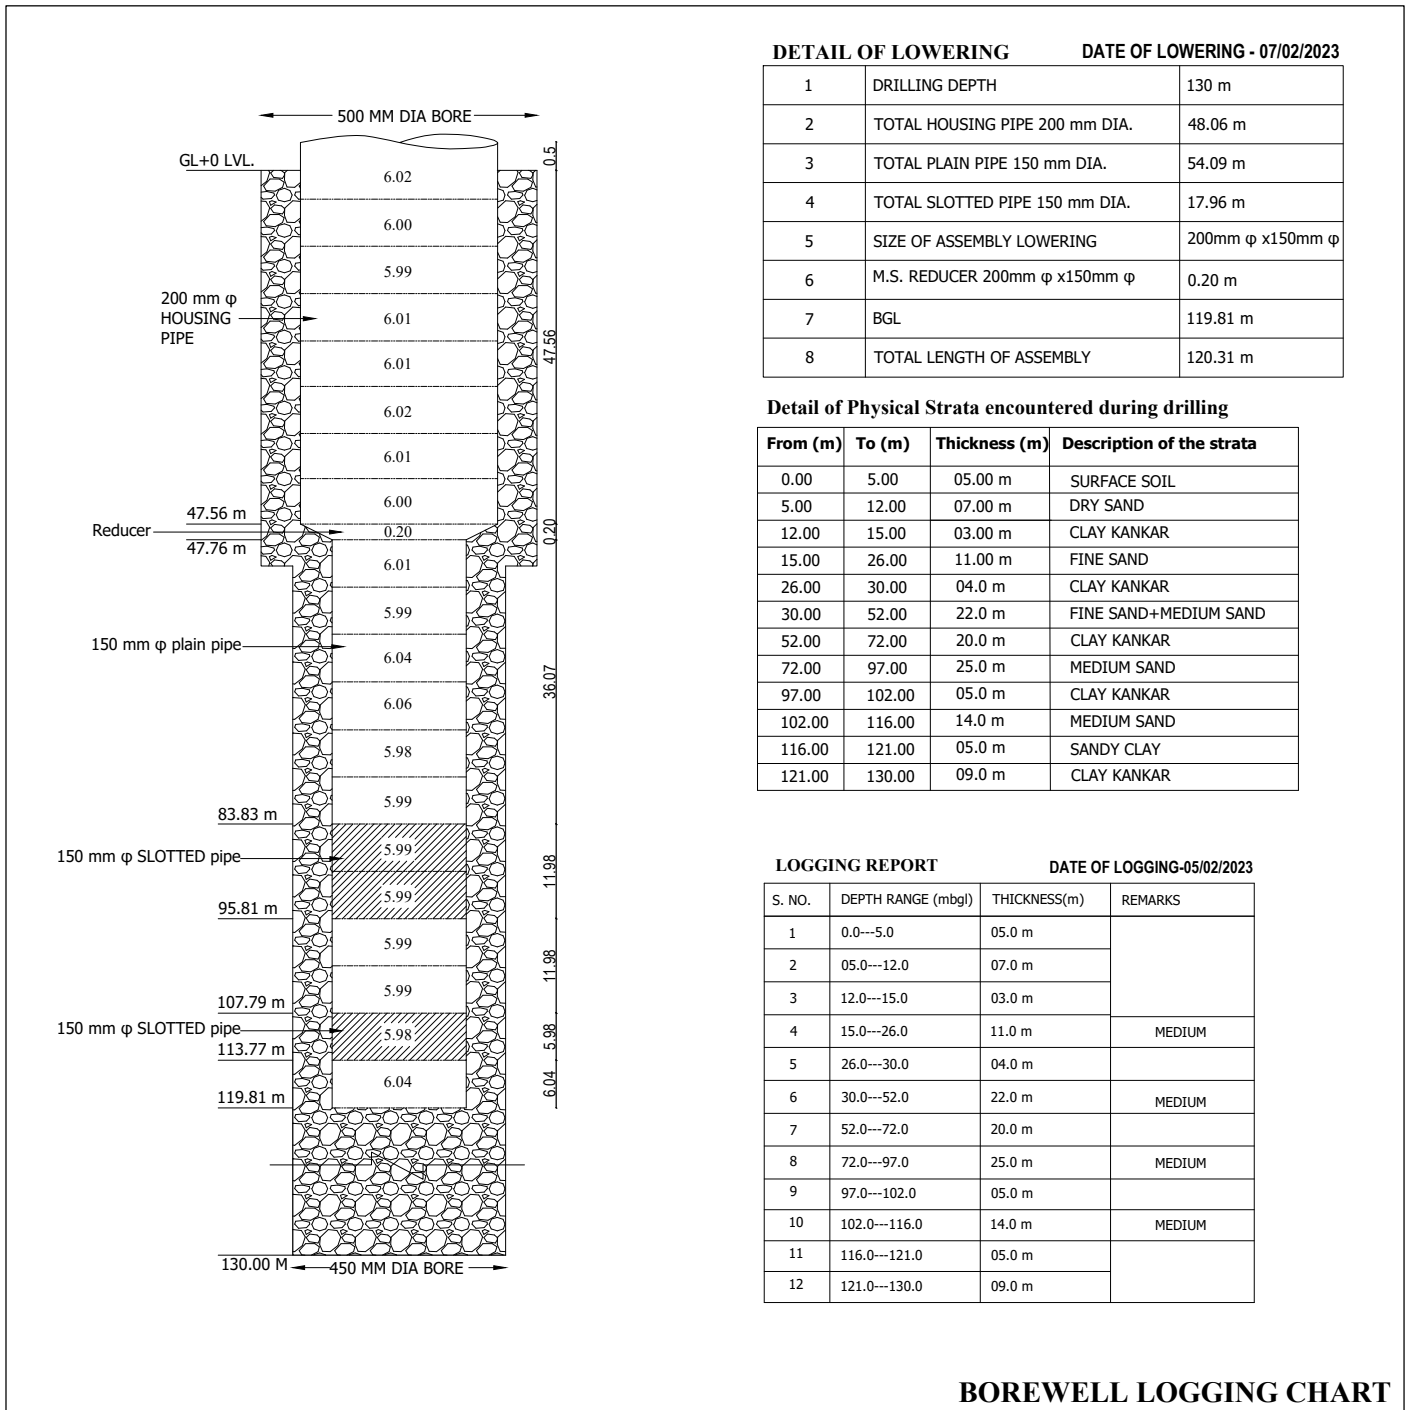 500 MM DIA BORE
GL+0 LVL.
0.5
6.02
6.00
5.99
200 mm φ
HOUSING
PIPE
6.01
47.56
6.01
6.02
6.01
6.00
47.56 m
Reducer
0.20
0.20
47.76 m
6.01
5.99
150 mm φ plain pipe
6.04
36.07
6.06
5.98
5.99
83.83 m
150 mm φ SLOTTED pipe
5.99
11.98
5.99
95.81 m
5.99
11.98
5.99
107.79 m
150 mm φ SLOTTED pipe
5.98
5.98
113.77 m
6.04
6.04
119.81 m
130.00 M
450 MM DIA BORE
DETAIL OF LOWERING DATE OF LOWERING - 07/02/2023
1 DRILLING DEPTH 130 m
2 TOTAL HOUSING PIPE 200 mm DIA. 48.06 m
3 TOTAL PLAIN PIPE 150 mm DIA. 54.09 m
4 TOTAL SLOTTED PIPE 150 mm DIA. 17.96 m
5 SIZE OF ASSEMBLY LOWERING 200mm φ x150mm φ
6 M.S. REDUCER 200mm φ x150mm φ 0.20 m
7 BGL 119.81 m
8 TOTAL LENGTH OF ASSEMBLY 120.31 m
Detail of Physical Strata encountered during drilling
From (m) To (m) Thickness (m) Description of the strata
0.00 5.00 05.00 m SURFACE SOIL
5.00 12.00 07.00 m DRY SAND
12.00 15.00 03.00 m CLAY KANKAR
15.00 26.00 11.00 m FINE SAND
26.00 30.00 04.0 m CLAY KANKAR
30.00 52.00 22.0 m FINE SAND+MEDIUM SAND
52.00 72.00 20.0 m CLAY KANKAR
72.00 97.00 25.0 m MEDIUM SAND
97.00 102.00 05.0 m CLAY KANKAR
102.00 116.00 14.0 m MEDIUM SAND
116.00 121.00 05.0 m SANDY CLAY
121.00 130.00 09.0 m CLAY KANKAR
LOGGING REPORT DATE OF LOGGING-05/02/2023
S. NO. DEPTH RANGE (mbgl) THICKNESS(m) REMARKS
1 0.0---5.0 05.0 m
2 05.0---12.0 07.0 m
3 12.0---15.0 03.0 m
4 15.0---26.0 11.0 m MEDIUM
5 26.0---30.0 04.0 m
6 30.0---52.0 22.0 m MEDIUM
7 52.0---72.0 20.0 m
8 72.0---97.0 25.0 m MEDIUM
9 97.0---102.0 05.0 m
10 102.0---116.0 14.0 m MEDIUM
11 116.0---121.0 05.0 m
12 121.0---130.0 09.0 m
BOREWELL LOGGING CHART